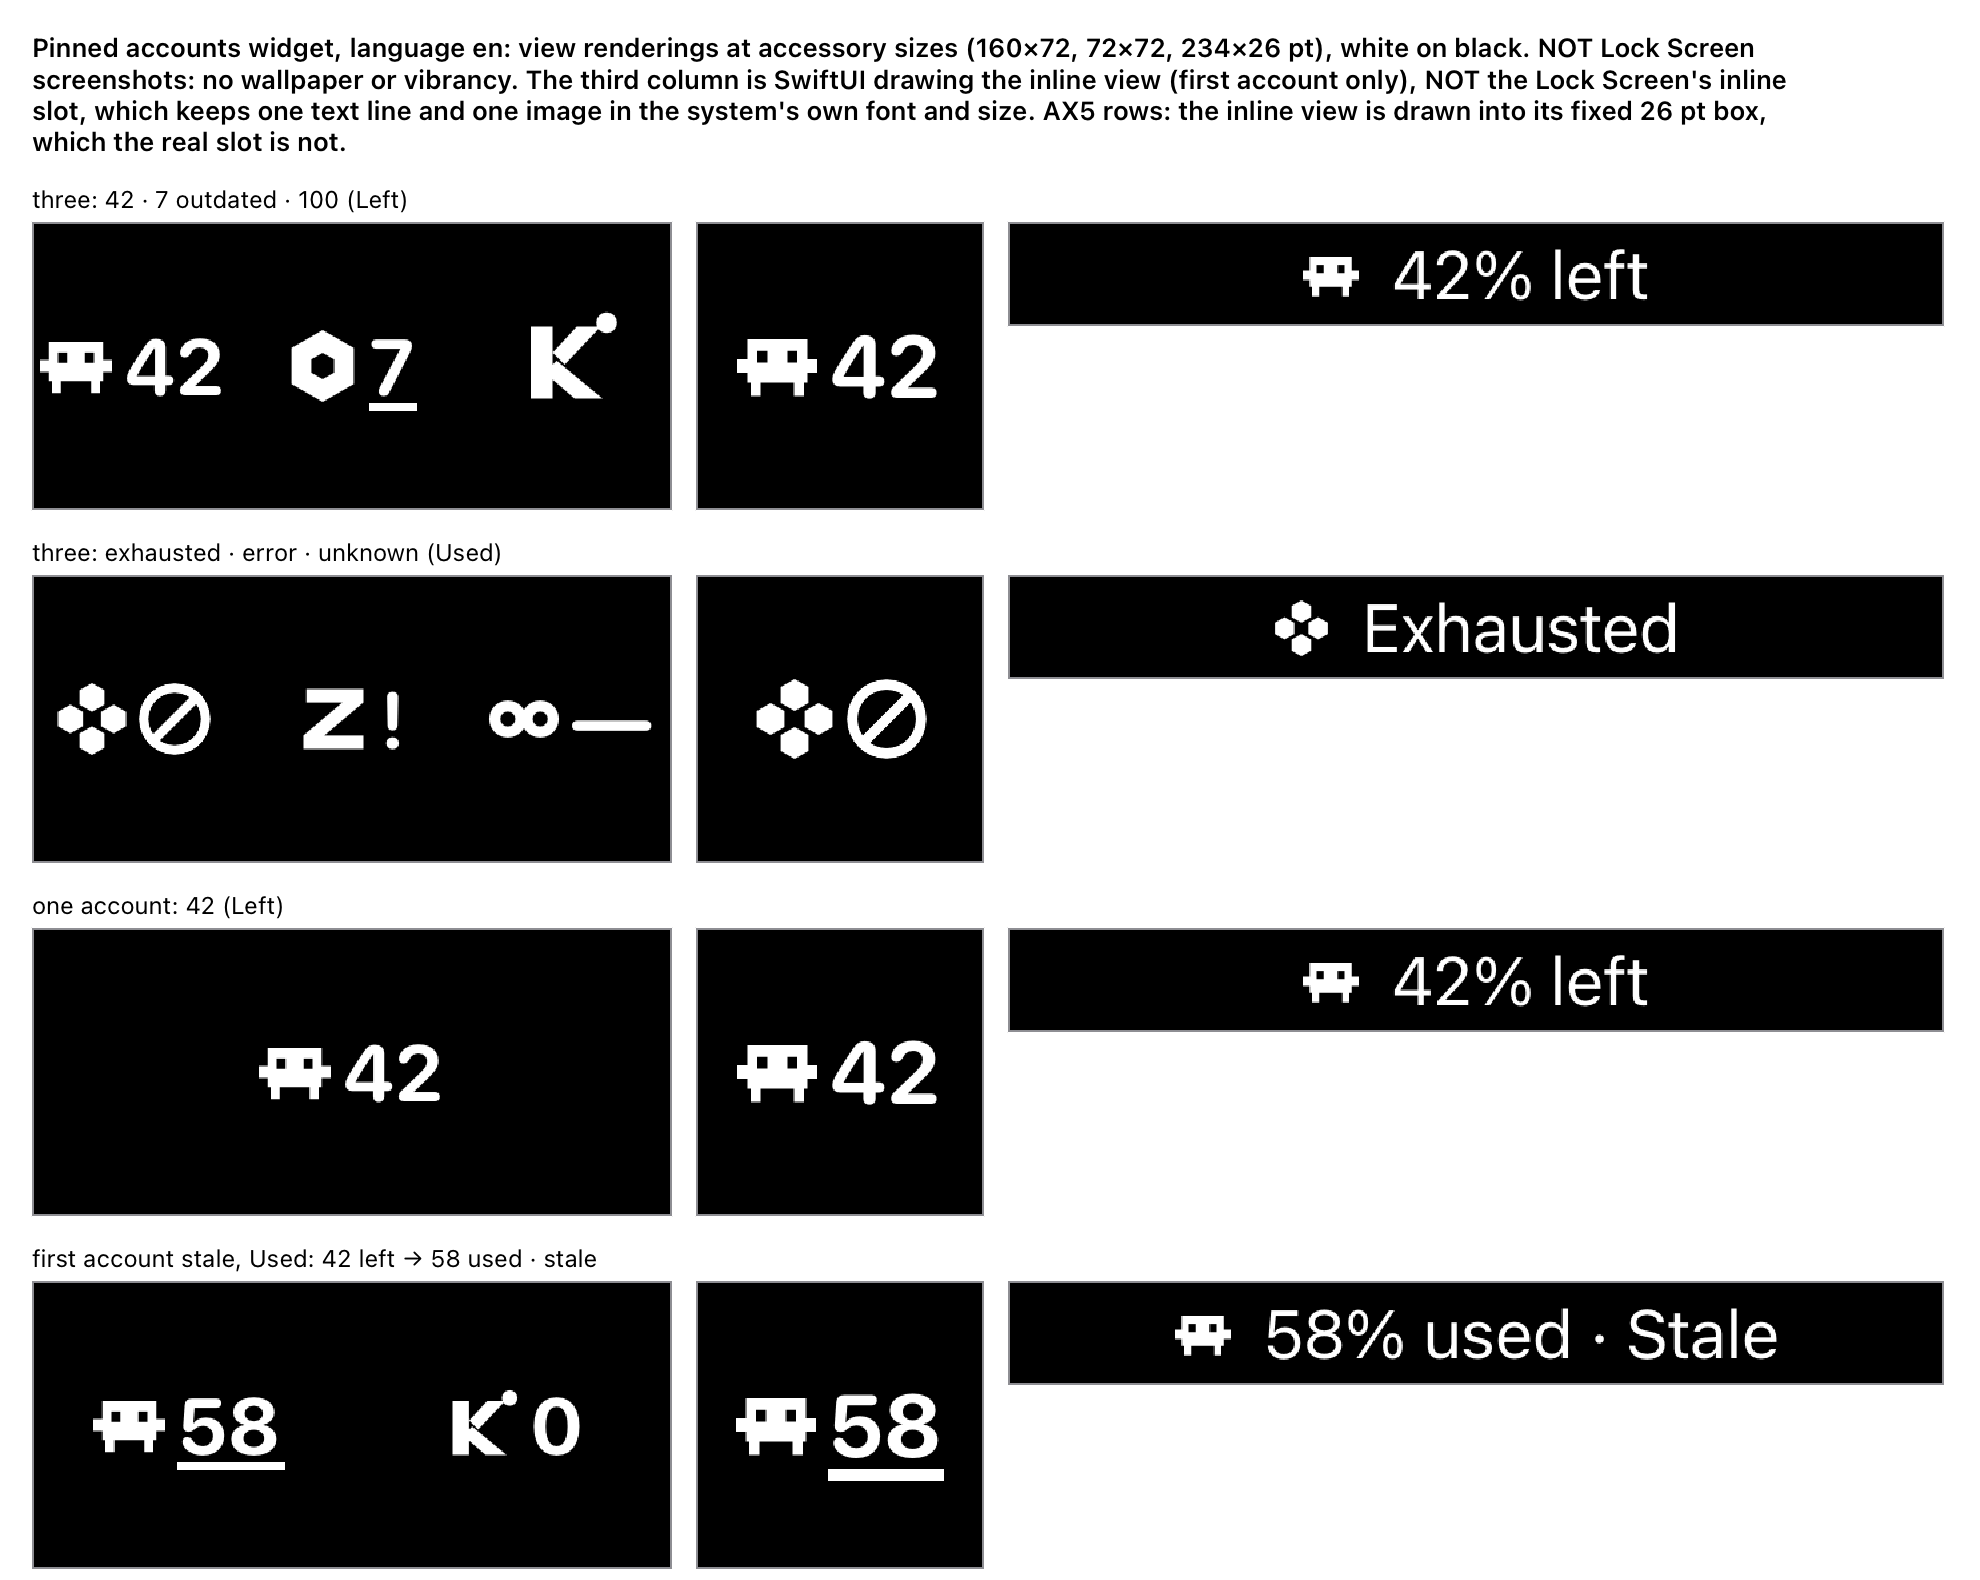 Pinned accounts widget, language en: view renderings at accessory sizes (160×72, 72×72, 234×26 pt), white on black. NOT Lock Screen
screenshots: no wallpaper or vibrancy. The third column is SwiftUI drawing the inline view (first account only), NOT the Lock Screen's inline
slot, which keeps one text line and one image in the system's own font and size. AX5 rows: the inline view is drawn into its fixed 26 pt box,
which the real slot is not.
three: 42 · 7 outdated · 100 (Left)
42 7 K
42
42% left
three: exhausted · error · unknown (Used)
Z ! —
Exhausted
one account: 42 (Left)
42
42
42% left
first account stale, Used: 42 left → 58 used · stale
58 K 0
58
58% used · Stale